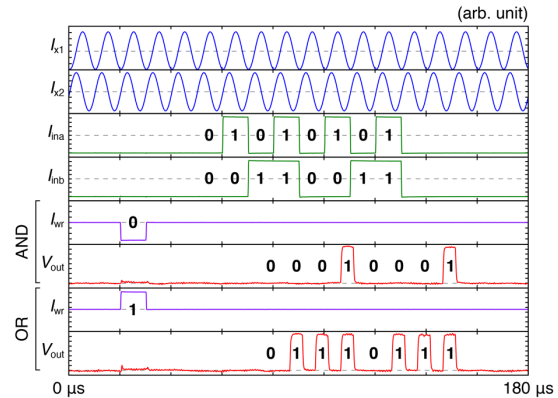 (arb. unit)
Ix1
Ix2
Iina 0 1 0 1 0 1 0 1
Iinb 0 0 1 1 0 0 1 1
AND
Iwr 0
Vout 0 0 0 1 0 0 0 1
OR
Iwr 1
Vout 0 1 1 1 0 1 1 1
0 µs 180 µs